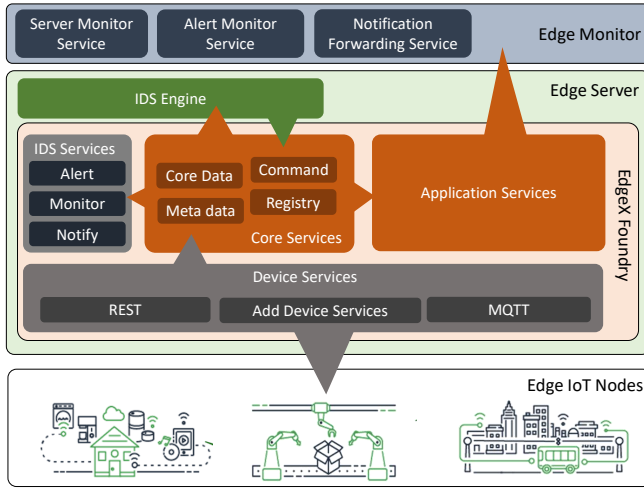 Server Monitor
Service
Alert Monitor
Service
Notification
Forwarding Service
Edge Monitor
IDS Engine
Edge Server
IDS Services
Alert
Monitor
Notify
Core Data
Command
Meta data
Registry
Core Services
Application Services
EdgeX Foundry
Device Services
REST
Add Device Services
MQTT
Edge IoT Nodes